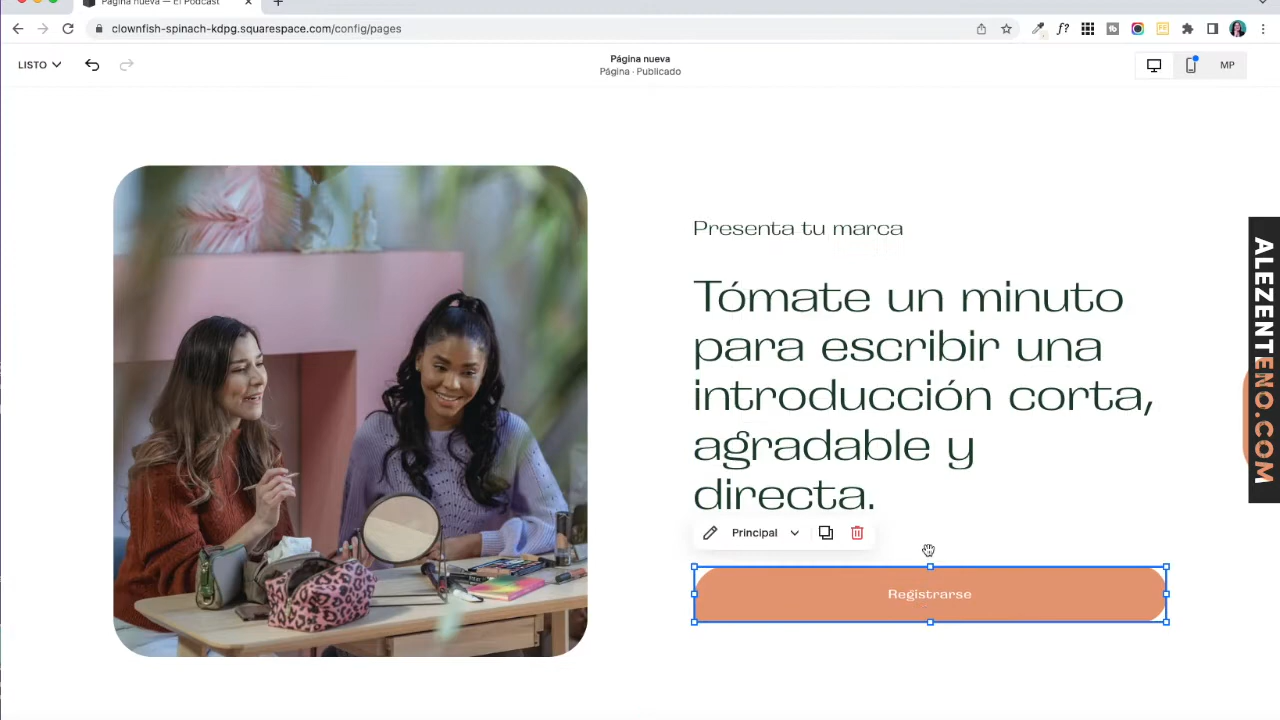 Página nueva — El Podcast
clownfish-spinach-kdpg.squarespace.com/config/pages
LISTO
Página nueva
Página · Publicado
MP
Presenta tu marca
Tómate un minuto
para escribir una
introducción corta,
agradable y
directa.
Principal
Registrarse
ALEZENTENO.COM